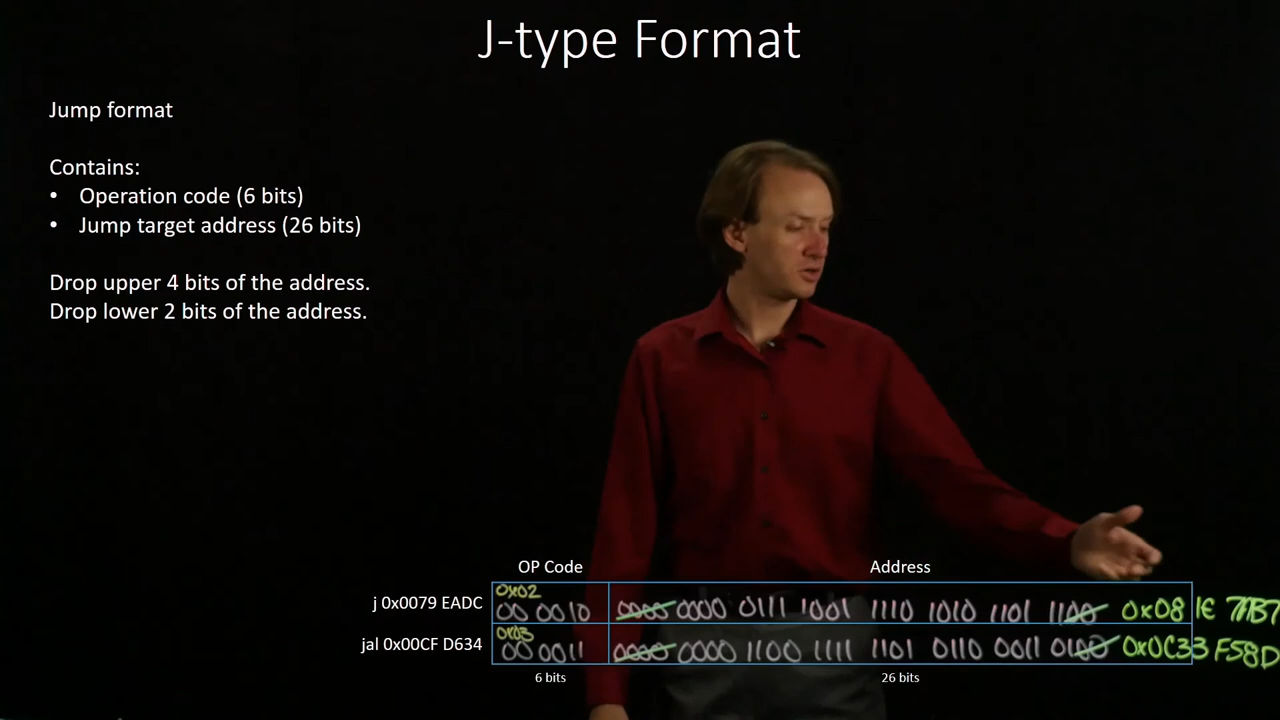 J-type Format
Jump format
Contains:
• Operation code (6 bits)
• Jump target address (26 bits)
Drop upper 4 bits of the address.
Drop lower 2 bits of the address.
OP Code Address
0x02
j 0x0079 EADC 00 0010 0000 0000 0111 1001 1110 1010 1101 1100 0x08 1E 7AB7
0x03
jal 0x00CF D634 00 0011 0000 0000 1100 1111 1101 0110 0011 0100 0x0C33 F58D
6 bits 26 bits